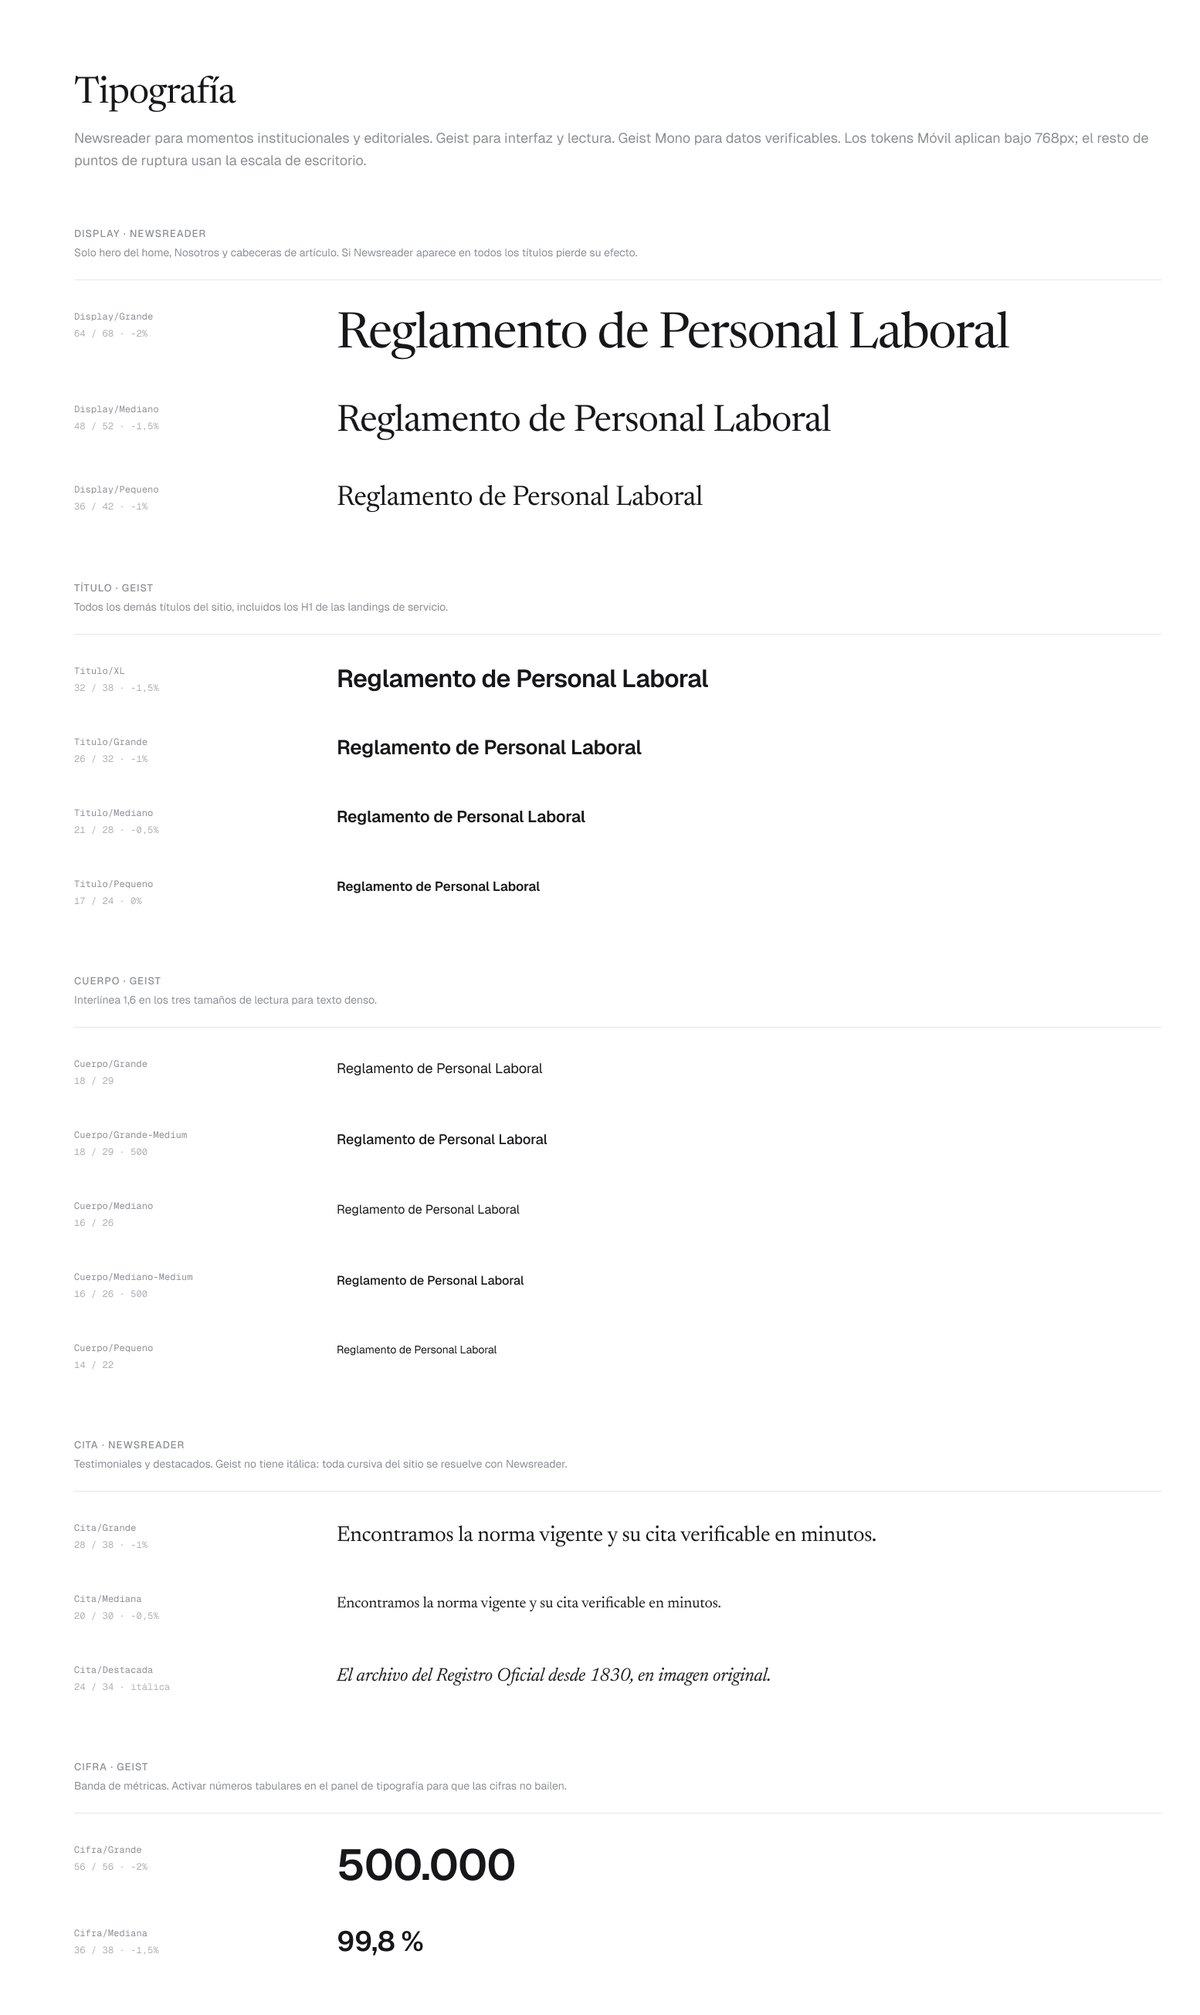 Tipografía
Newsreader para momentos institucionales y editoriales. Geist para interfaz y lectura. Geist Mono para datos verificables. Los tokens Móvil aplican bajo 768px; el resto de
puntos de ruptura usan la escala de escritorio.
DISPLAY · NEWSREADER
Solo hero del home, Nosotros y cabeceras de artículo. Si Newsreader aparece en todos los títulos pierde su efecto.
Display/Grande
64 / 68 · -2%
Reglamento de Personal Laboral
Display/Mediano
48 / 52 · -1,5%
Reglamento de Personal Laboral
Display/Pequeno
36 / 42 · -1%
Reglamento de Personal Laboral
TÍTULO · GEIST
Todos los demás títulos del sitio, incluidos los H1 de las landings de servicio.
Titulo/XL
32 / 38 · -1,5%
Reglamento de Personal Laboral
Titulo/Grande
26 / 32 · -1%
Reglamento de Personal Laboral
Titulo/Mediano
21 / 28 · -0,5%
Reglamento de Personal Laboral
Titulo/Pequeno
17 / 24 · 0%
Reglamento de Personal Laboral
CUERPO · GEIST
Interlínea 1,6 en los tres tamaños de lectura para texto denso.
Cuerpo/Grande
18 / 29
Reglamento de Personal Laboral
Cuerpo/Grande-Medium
18 / 29 · 500
Reglamento de Personal Laboral
Cuerpo/Mediano
16 / 26
Reglamento de Personal Laboral
Cuerpo/Mediano-Medium
16 / 26 · 500
Reglamento de Personal Laboral
Cuerpo/Pequeno
14 / 22
Reglamento de Personal Laboral
CITA · NEWSREADER
Testimoniales y destacados. Geist no tiene itálica: toda cursiva del sitio se resuelve con Newsreader.
Cita/Grande
28 / 38 · -1%
Encontramos la norma vigente y su cita verificable en minutos.
Cita/Mediana
20 / 30 · -0,5%
Encontramos la norma vigente y su cita verificable en minutos.
Cita/Destacada
24 / 34 · itálica
El archivo del Registro Oficial desde 1830, en imagen original.
CIFRA · GEIST
Banda de métricas. Activar números tabulares en el panel de tipografía para que las cifras no bailen.
Cifra/Grande
56 / 56 · -2%
500.000
Cifra/Mediana
36 / 38 · -1,5%
99,8 %